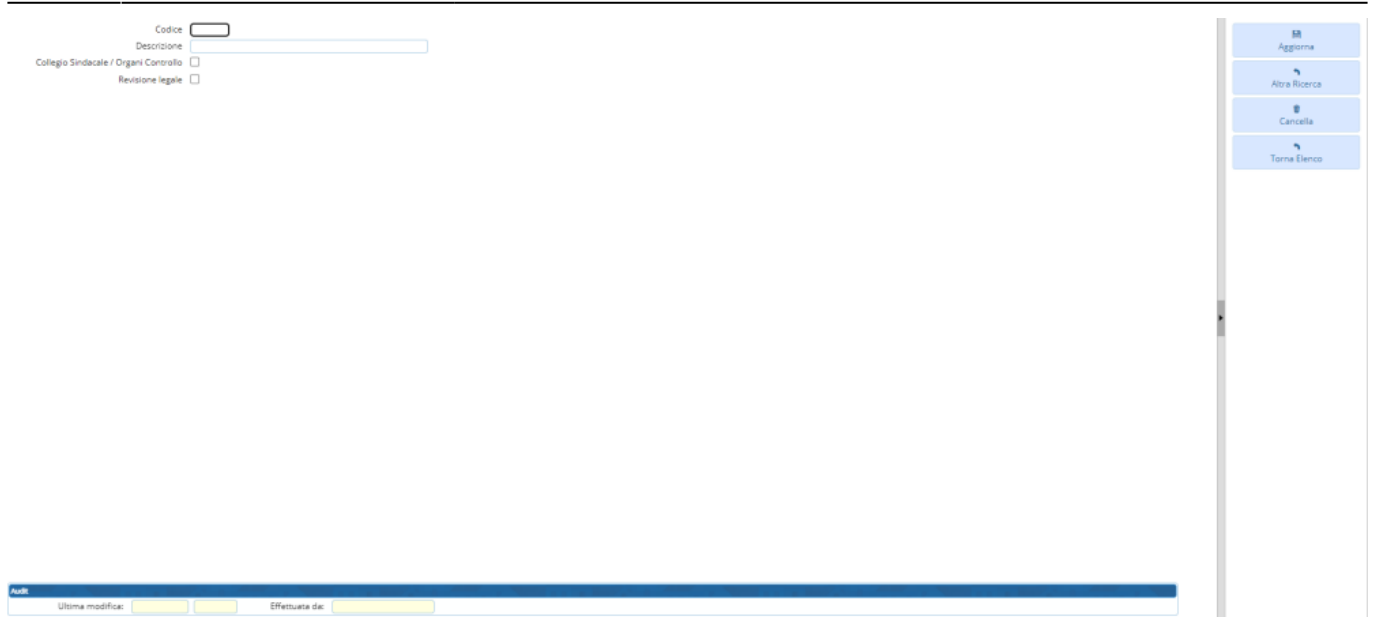 Codice
Descrizione
Collegio Sindacale / Organi Controllo
Revisione legale
Aggiorna
Altra Ricerca
Cancella
Torna Elenco
Audit
Ultima modifica: Effettuata da: